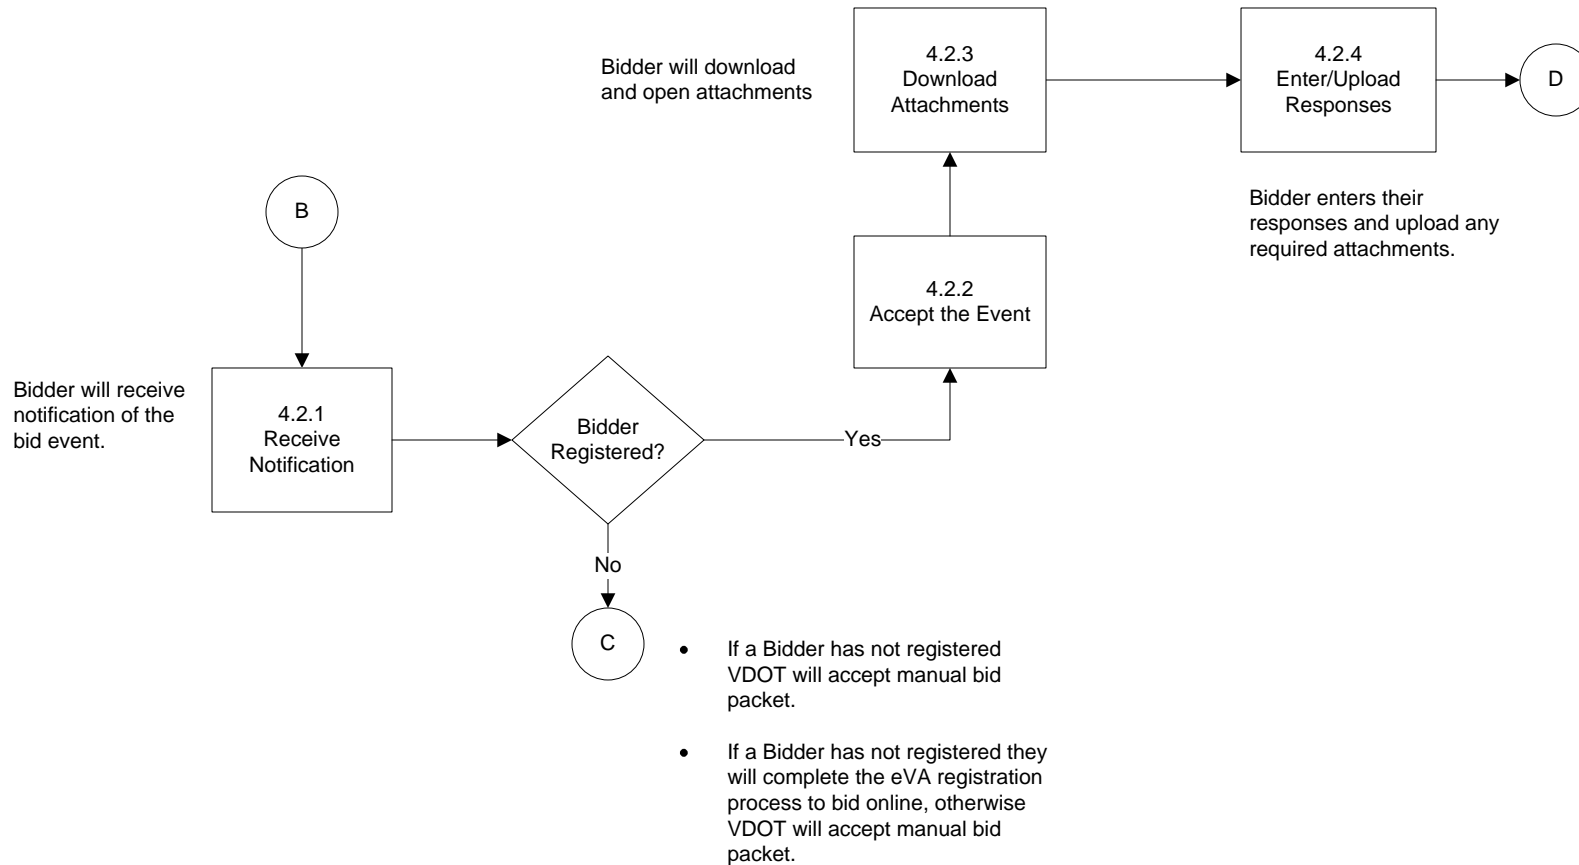 4.2.3
Download
Attachments
4.2.4
Enter/Upload
Responses
D
Bidder will download
and open attachments
B
Bidder enters their
responses and upload any
required attachments.
4.2.2
Accept the Event
Bidder will receive
notification of the
bid event.
4.2.1
Receive
Notification
Bidder
Registered?
Yes
No
C
• If a Bidder has not registered
VDOT will accept manual bid
packet.
• If a Bidder has not registered they
will complete the eVA registration
process to bid online, otherwise
VDOT will accept manual bid
packet.